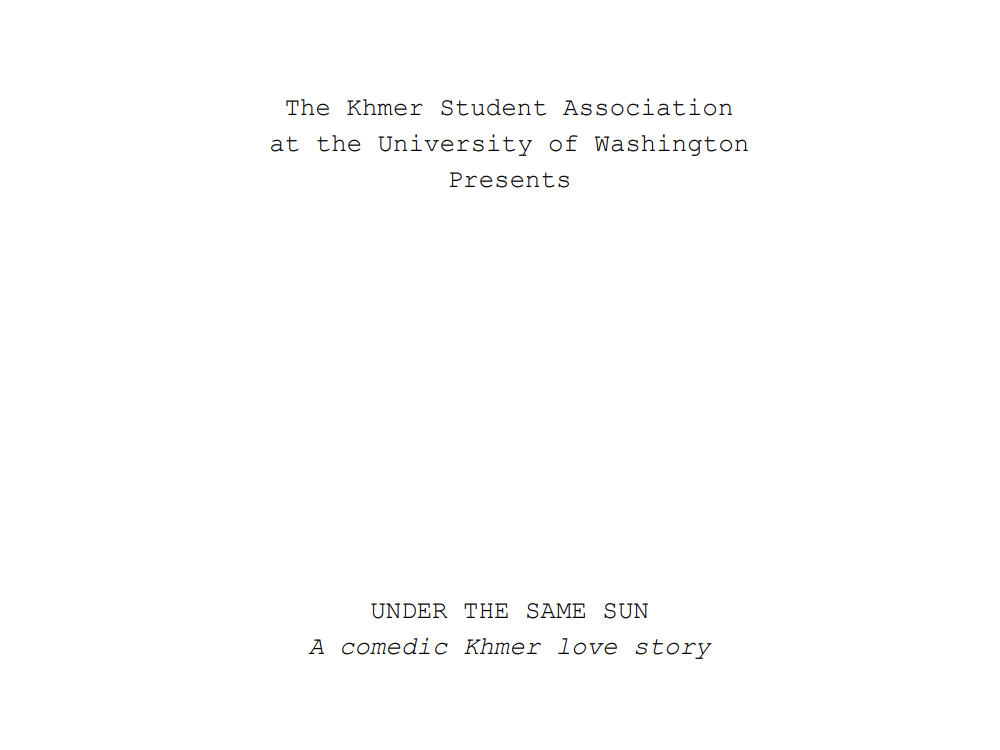 The Khmer Student Association
at the University of Washington
Presents
UNDER THE SAME SUN
A comedic Khmer love story